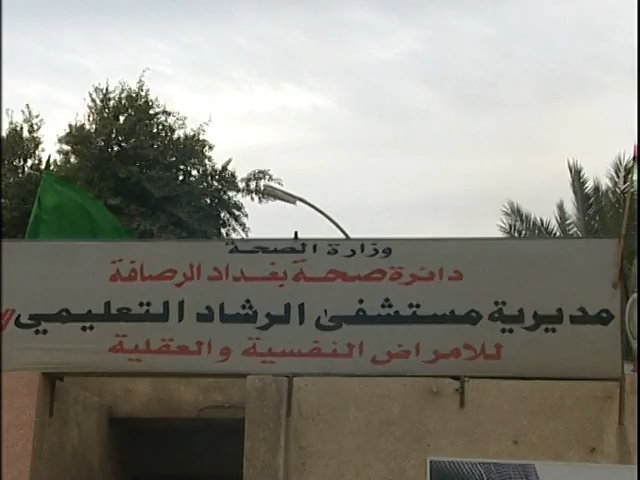 وزارة الصحة
دائرة صحة بغداد الرصافة
مديرية مستشفى الرشاد التعليمي
للامراض النفسية والعقلية